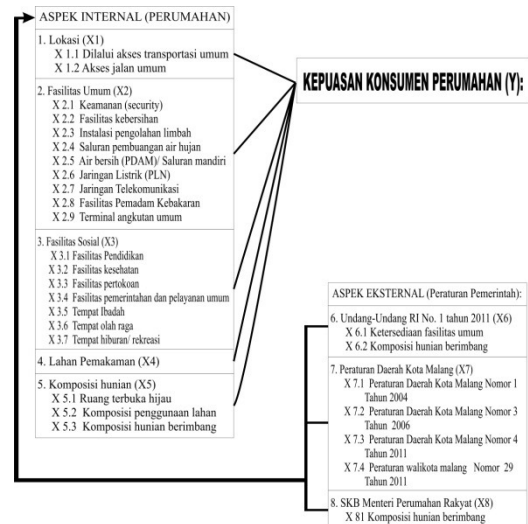 ASPEK INTERNAL (PERUMAHAN)
1. Lokasi (X1)
X 1.1 Dilalui akses transportasi umum
X 1.2 Akses jalan umum
2. Fasilitas Umum (X2)
X 2.1 Keamanan (security)
X 2.2 Fasilitas kebersihan
X 2.3 Instalasi pengolahan limbah
X 2.4 Saluran pembuangan air hujan
X 2.5 Air bersih (PDAM)/ Saluran mandiri
X 2.6 Jaringan Listrik (PLN)
X 2.7 Jaringan Telekomunikasi
X 2.8 Fasilitas Pemadam Kebakaran
X 2.9 Terminal angkutan umum
3. Fasilitas Sosial (X3)
X 3.1 Fasilitas Pendidikan
X 3.2 Fasilitas kesehatan
X 3.3 Fasilitas pertokoan
X 3.4 Fasilitas pemerintahan dan pelayanan umum
X 3.5 Tempat Ibadah
X 3.6 Tempat olah raga
X 3.7 Tempat hiburan/ rekreasi
4. Lahan Pemakaman (X4)
5. Komposisi hunian (X5)
X 5.1 Ruang terbuka hijau
X 5.2 Komposisi penggunaan lahan
X 5.3 Komposisi hunian berimbang
KEPUASAN KONSUMEN PERUMAHAN (Y):
ASPEK EKSTERNAL (Peraturan Pemerintah):
6. Undang-Undang RI No. 1 tahun 2011 (X6)
X 6.1 Ketersediaan fasilitas umum
X 6.2 Komposisi hunian berimbang
7. Peraturan Daerah Kota Malang (X7)
X 7.1 Peraturan Daerah Kota Malang Nomor 1
Tahun 2004
X 7.2 Peraturan Daerah Kota Malang Nomor 3
Tahun 2006
X 7.3 Peraturan Daerah Kota Malang Nomor 4
Tahun 2011
X 7.4 Peraturan walikota malang Nomor 29
Tahun 2011
8. SKB Menteri Perumahan Rakyat (X8)
X 81 Komposisi hunian berimbang